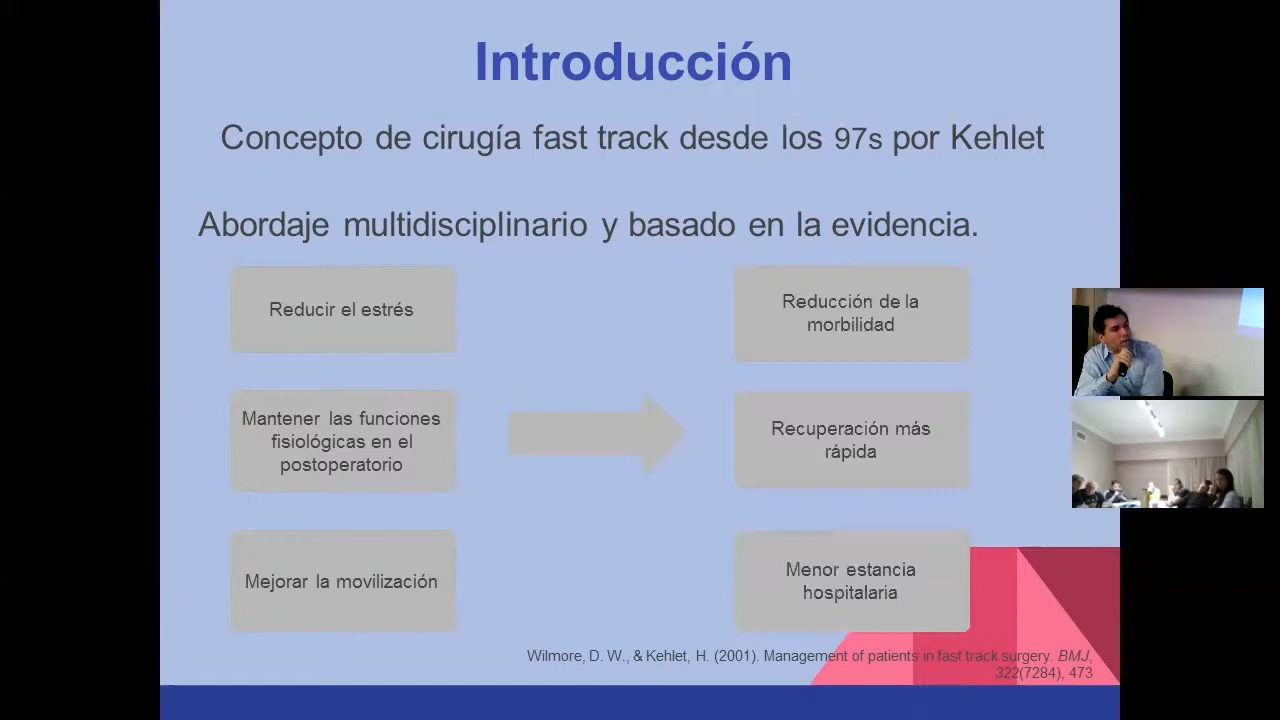 Introducción
Concepto de cirugía fast track desde los 97s por Kehlet
Abordaje multidisciplinario y basado en la evidencia.
Reducir el estrés
Mantener las funciones
fisiológicas en el
postoperatorio
Mejorar la movilización
Reducción de la
morbilidad
Recuperación más
rápida
Menor estancia
hospitalaria
Wilmore, D. W., & Kehlet, H. (2001). Management of patients in fast track surgery. BMJ,
322(7284), 473